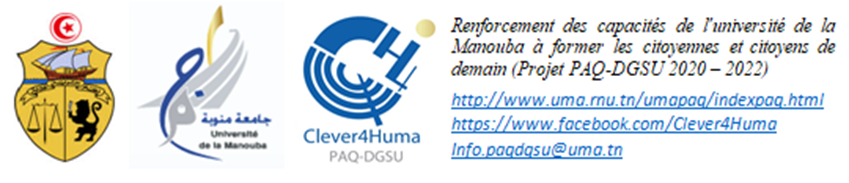 جامعة منوبة
Université
de la Manouba
Clever4Huma
PAQ-DGSU
Renforcement des capacités de l'université de la
Manouba à former les citoyennes et citoyens de
demain (Projet PAQ-DGSU 2020 – 2022)
http://www.uma.rnu.tn/umapaq/indexpaq.html
https://www.facebook.com/Clever4Huma
Info.paqdgsu@uma.tn